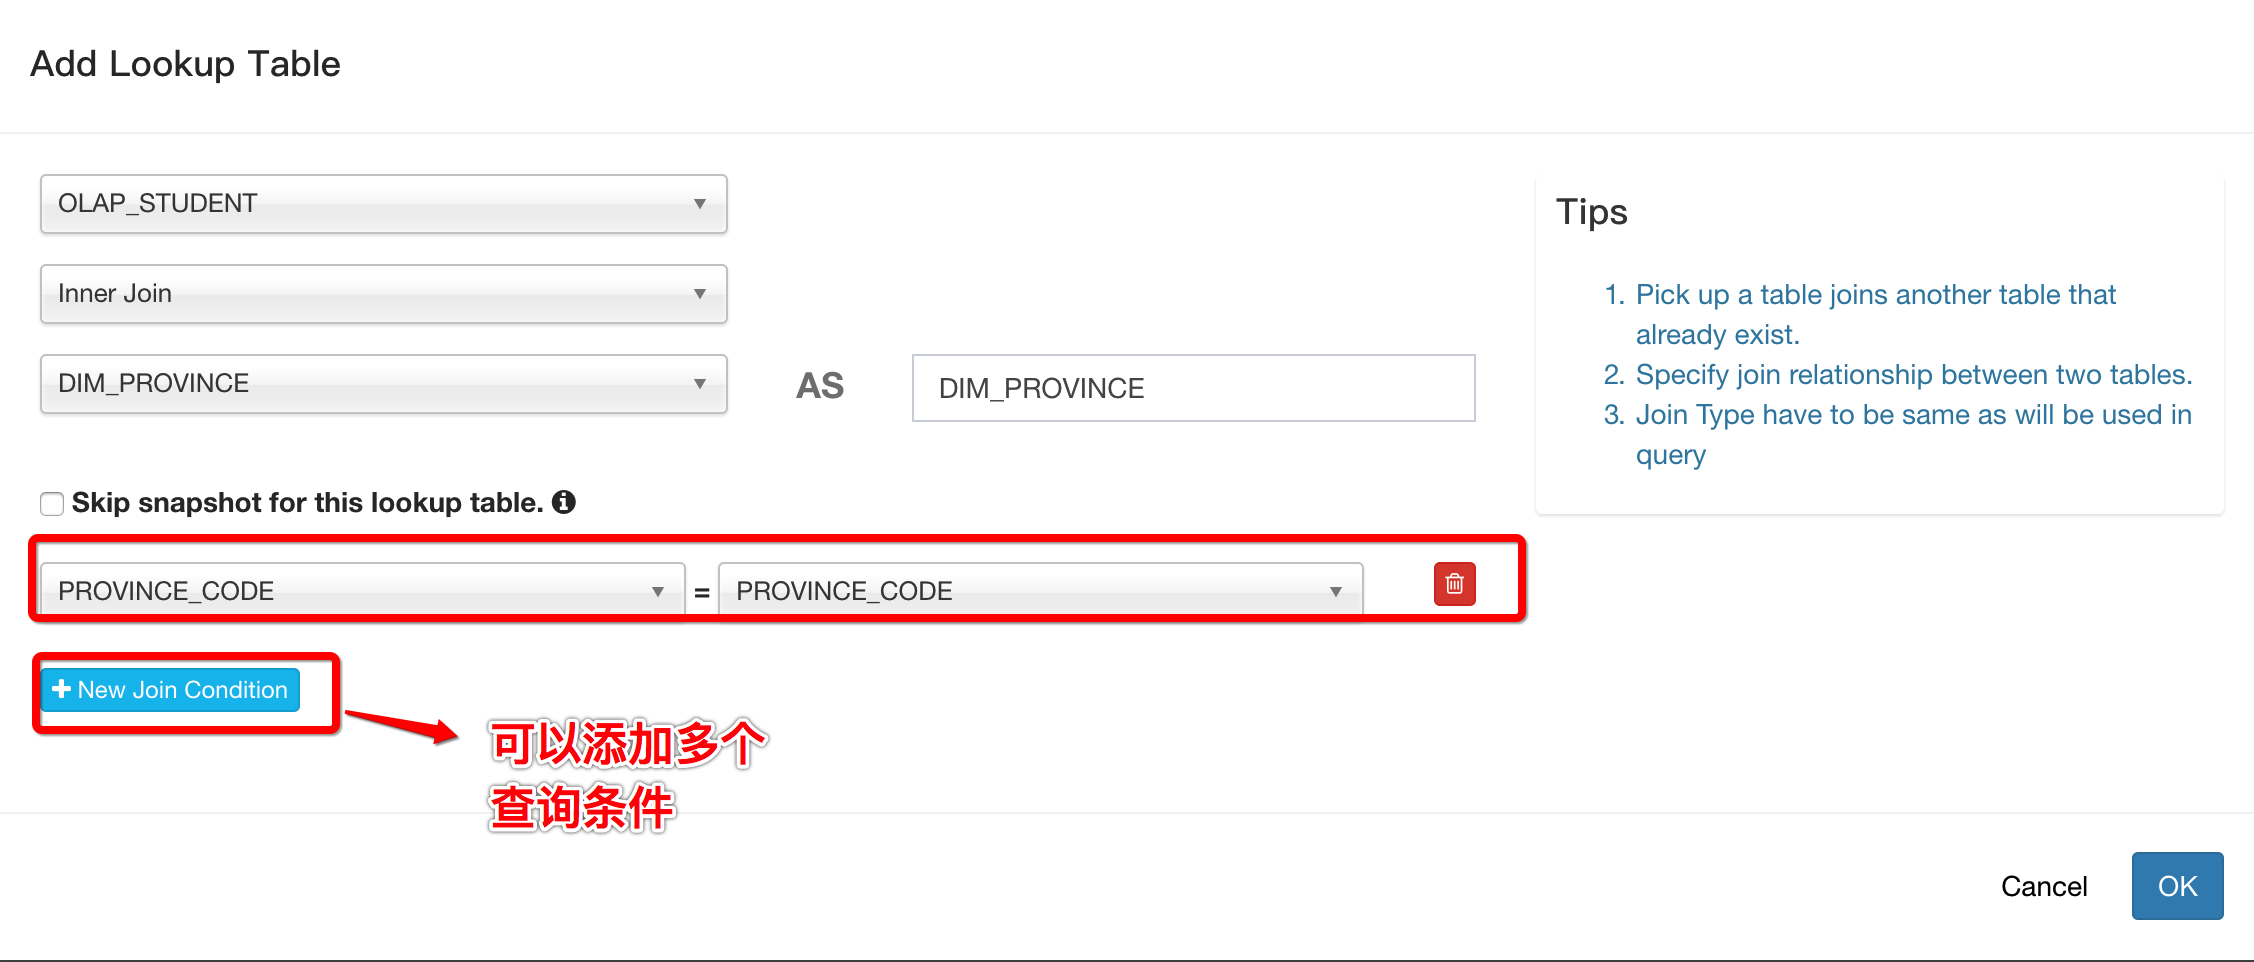 Add Lookup Table
OLAP_STUDENT
Inner Join
DIM_PROVINCE
AS
DIM_PROVINCE
Skip snapshot for this lookup table.
PROVINCE_CODE
=
PROVINCE_CODE
New Join Condition
可以添加多个
查询条件
Tips
1. Pick up a table joins another table that
already exist.
2. Specify join relationship between two tables.
3. Join Type have to be same as will be used in
query
Cancel
OK